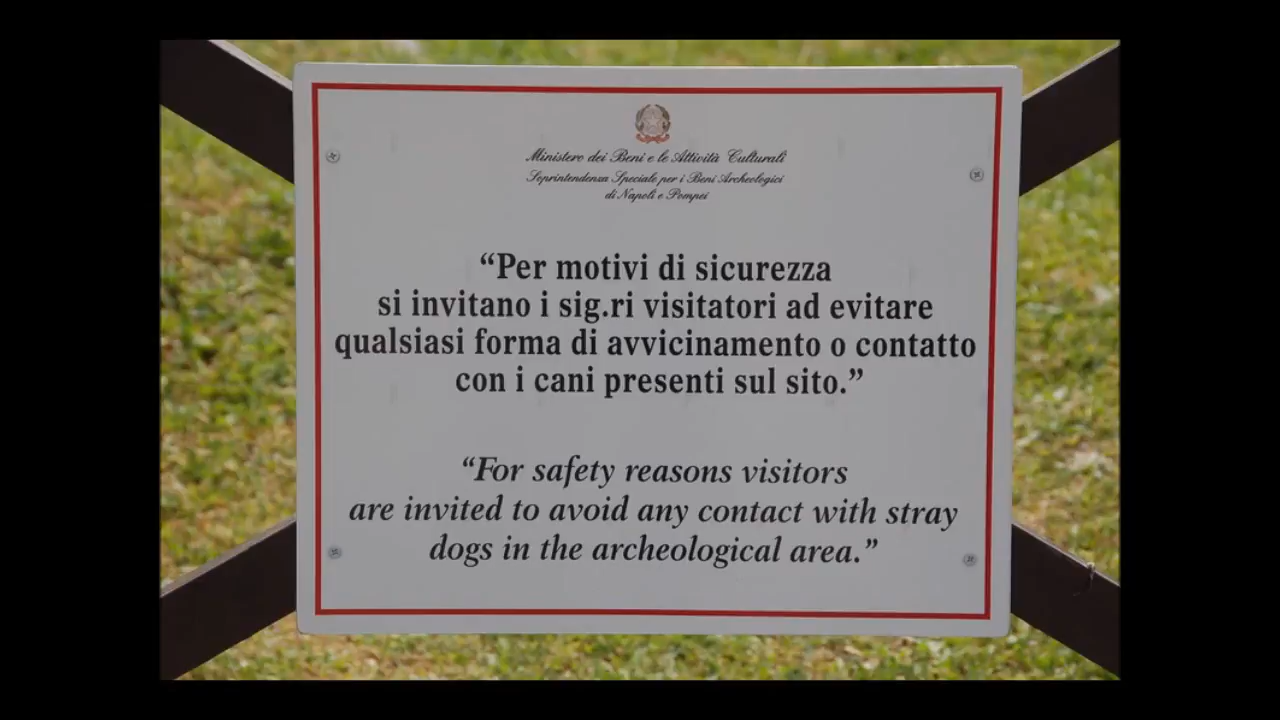 Ministero dei Beni e le Attività Culturali
Soprintendenza Speciale per i Beni Archeologici
di Napoli e Pompei
“Per motivi di sicurezza
si invitano i sig.ri visitatori ad evitare
qualsiasi forma di avvicinamento o contatto
con i cani presenti sul sito.”
“For safety reasons visitors
are invited to avoid any contact with stray
dogs in the archeological area.”